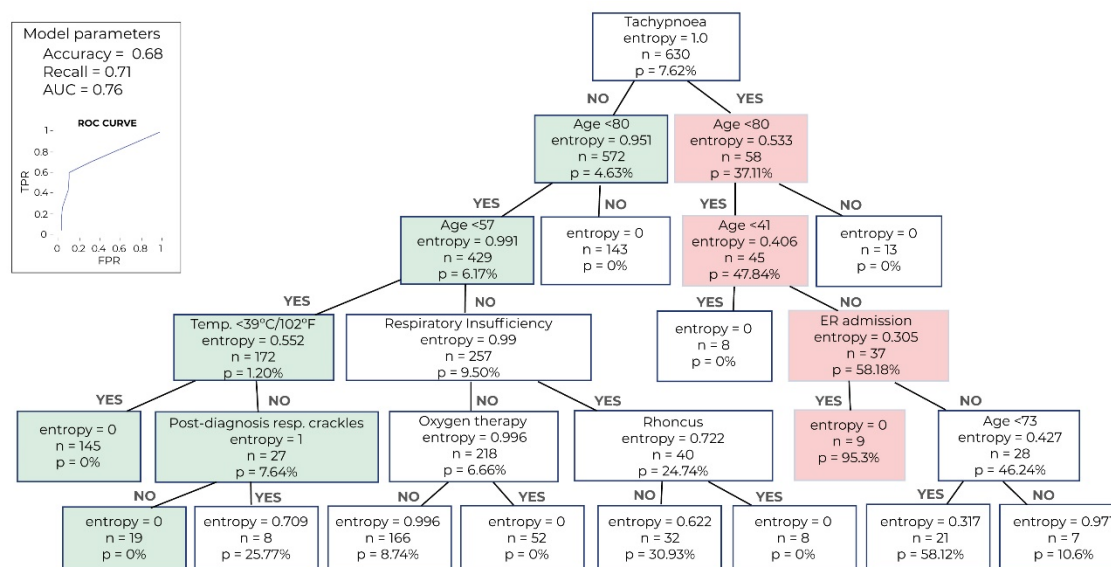 Model parameters
Accuracy = 0.68
Recall = 0.71
AUC = 0.76
ROC CURVE
TPR
1-
0.8
0.6
0.4
0.2
0
0 0.2 0.4 0.6 0.8 1
FPR
Tachypnoea
entropy = 1.0
n = 630
p = 7.62%
NO
YES
Age <80
entropy = 0.951
n = 572
p = 4.63%
Age <80
entropy = 0.533
n = 58
p = 37.11%
YES
NO
YES
NO
Age <57
entropy = 0.991
n = 429
p = 6.17%
entropy = 0
n = 143
p = 0%
Age <41
entropy = 0.406
n = 45
p = 47.84%
entropy = 0
n = 13
p = 0%
YES
NO
YES
NO
Temp. <39ºC/102ºF
entropy = 0.552
n = 172
p = 1.20%
Respiratory Insufficiency
entropy = 0.99
n = 257
p = 9.50%
entropy = 0
n = 8
p = 0%
ER admission
entropy = 0.305
n = 37
p = 58.18%
YES
NO
NO
YES
YES
NO
entropy = 0
n = 145
p = 0%
Post-diagnosis resp. crackles
entropy = 1
n = 27
p = 7.64%
Oxygen therapy
entropy = 0.996
n = 218
p = 6.66%
Rhoncus
entropy = 0.722
n = 40
p = 24.74%
entropy = 0
n = 9
p = 95.3%
Age <73
entropy = 0.427
n = 28
p = 46.24%
NO
YES
NO
YES
NO
YES
YES
NO
entropy = 0
n = 19
p = 0%
entropy = 0.709
n = 8
p = 25.77%
entropy = 0.996
n = 166
p = 8.74%
entropy = 0
n = 52
p = 0%
entropy = 0.622
n = 32
p = 30.93%
entropy = 0
n = 8
p = 0%
entropy = 0.317
n = 21
p = 58.12%
entropy = 0.971
n = 7
p = 10.6%